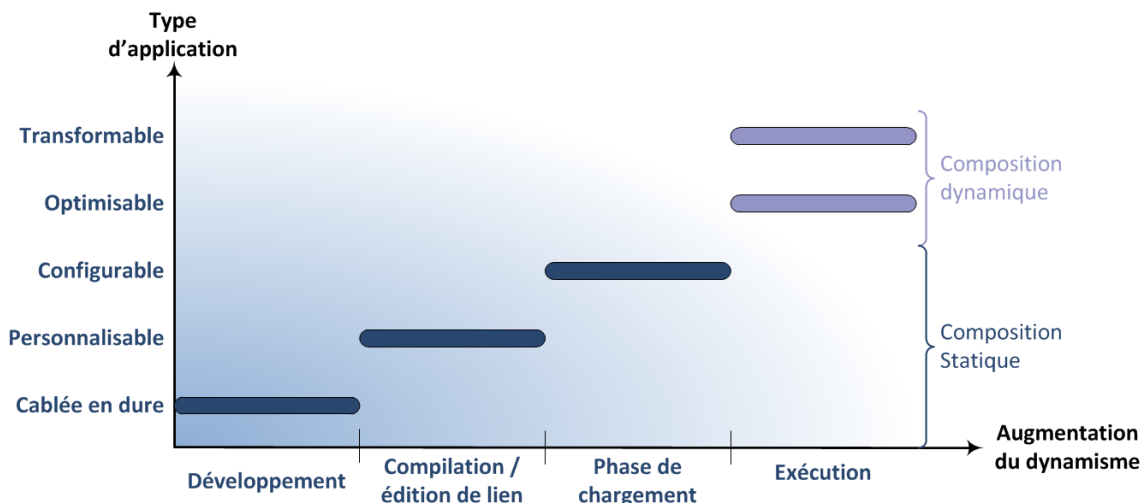 Type
d’application
Transformable
Optimisable
Configurable
Personnalisable
Cablée en dure
Composition
dynamique
Composition
Statique
Développement
Compilation /
édition de lien
Phase de
chargement
Exécution
Augmentation
du dynamisme